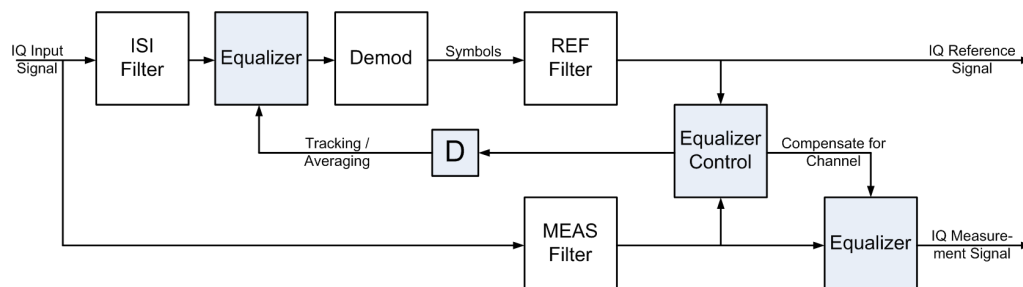 IQ Input
Signal
ISI
Filter
Equalizer
Demod
Symbols
REF
Filter
IQ Reference
Signal
Tracking /
Averaging
D
Equalizer
Control
Compensate for
Channel
MEAS
Filter
Equalizer
IQ Measure-
ment Signal